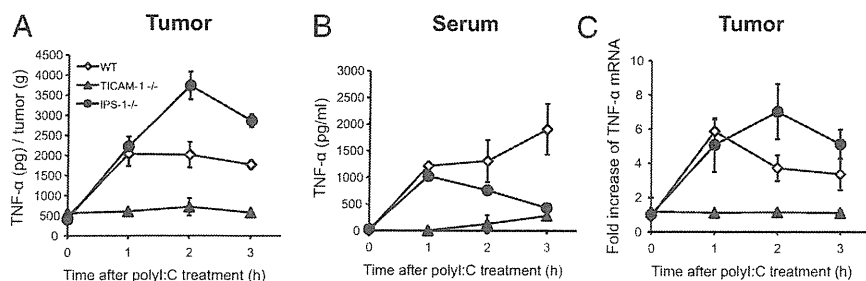 A
Tumor
TNF-α (pg) / tumor (g)
4500
4000
3500
3000
2500
2000
1500
1000
500
0
WT
TICAM-1 -/-
IPS-1-/-
0
1
2
3
Time after polyI:C treatment (h)
B
Serum
TNF-α (pg/ml)
3000
2500
2000
1500
1000
500
0
0
1
2
3
Time after polyI:C treatment (h)
C
Tumor
Fold increase of TNF-α mRNA
10
8
6
4
2
0
0
1
2
3
Time after polyI:C treatment (h)